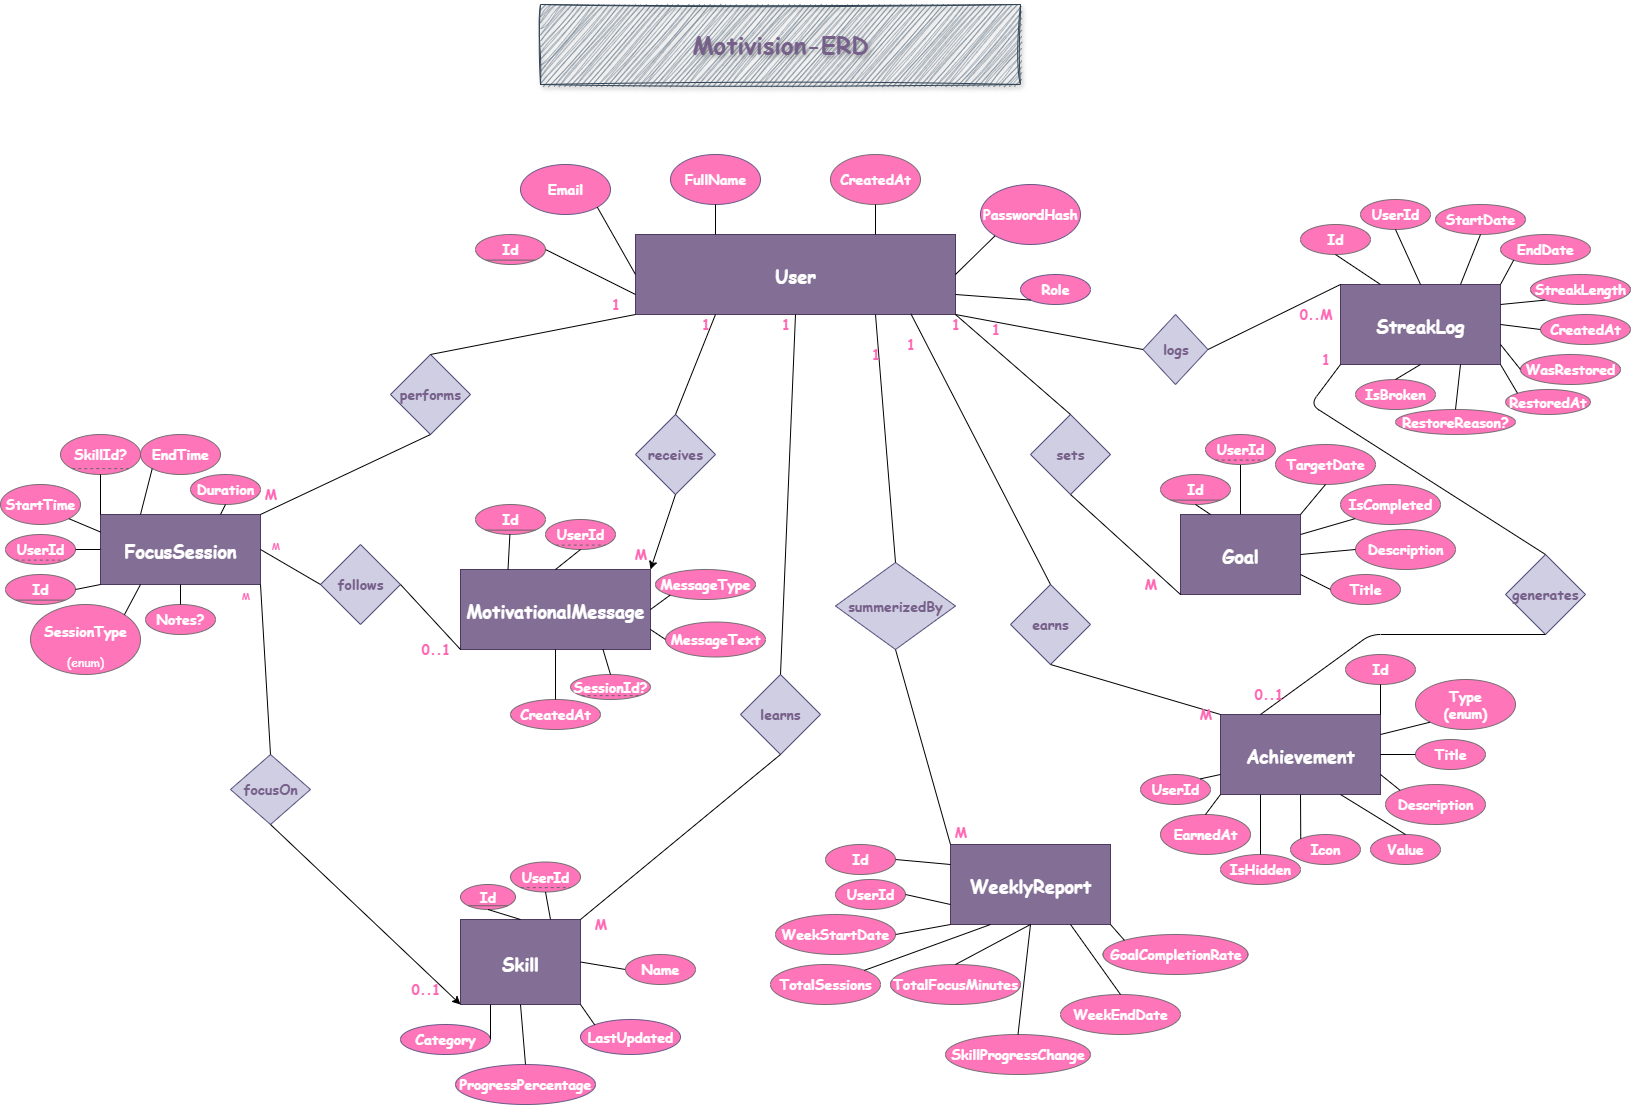 Motivision-ERD
Email
FullName
CreatedAt
PasswordHash
Id
Role
User
1
1
1
1
1
1
1
performs
receives
logs
sets
summerizedBy
earns
learns
follows
focusOn
generates
UserId
StartDate
Id
EndDate
StreakLength
CreatedAt
WasRestored
RestoredAt
RestoreReason?
IsBroken
StreakLog
0..M
1
SkillId?
EndTime
Duration
StartTime
UserId
Id
SessionType
(enum)
Notes?
FocusSession
M
M
M
Id
UserId
M
MessageType
MessageText
MotivationalMessage
0..1
SessionId?
CreatedAt
UserId
TargetDate
Id
IsCompleted
Description
Title
Goal
M
Id
Type
(enum)
Title
Description
Value
Icon
IsHidden
EarnedAt
UserId
Achievement
0..1
M
M
Id
UserId
WeekStartDate
TotalSessions
TotalFocusMinutes
SkillProgressChange
WeekEndDate
GoalCompletionRate
WeeklyReport
UserId
Id
M
Skill
Name
0..1
Category
LastUpdated
ProgressPercentage